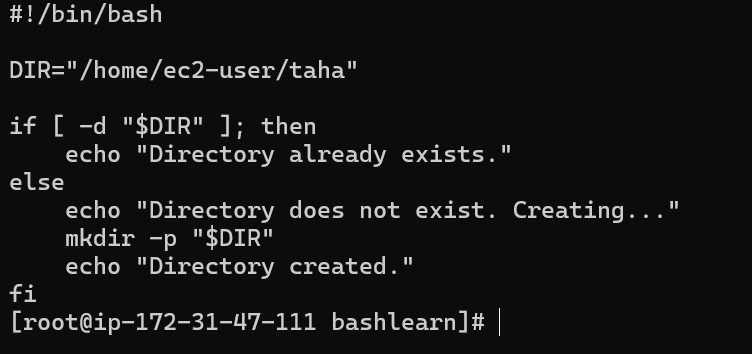 #!/bin/bash

DIR="/home/ec2-user/taha"

if [ -d "$DIR" ]; then
    echo "Directory already exists."
else
    echo "Directory does not exist. Creating..."
    mkdir -p "$DIR"
    echo "Directory created."
fi
[root@ip-172-31-47-111 bashlearn]#